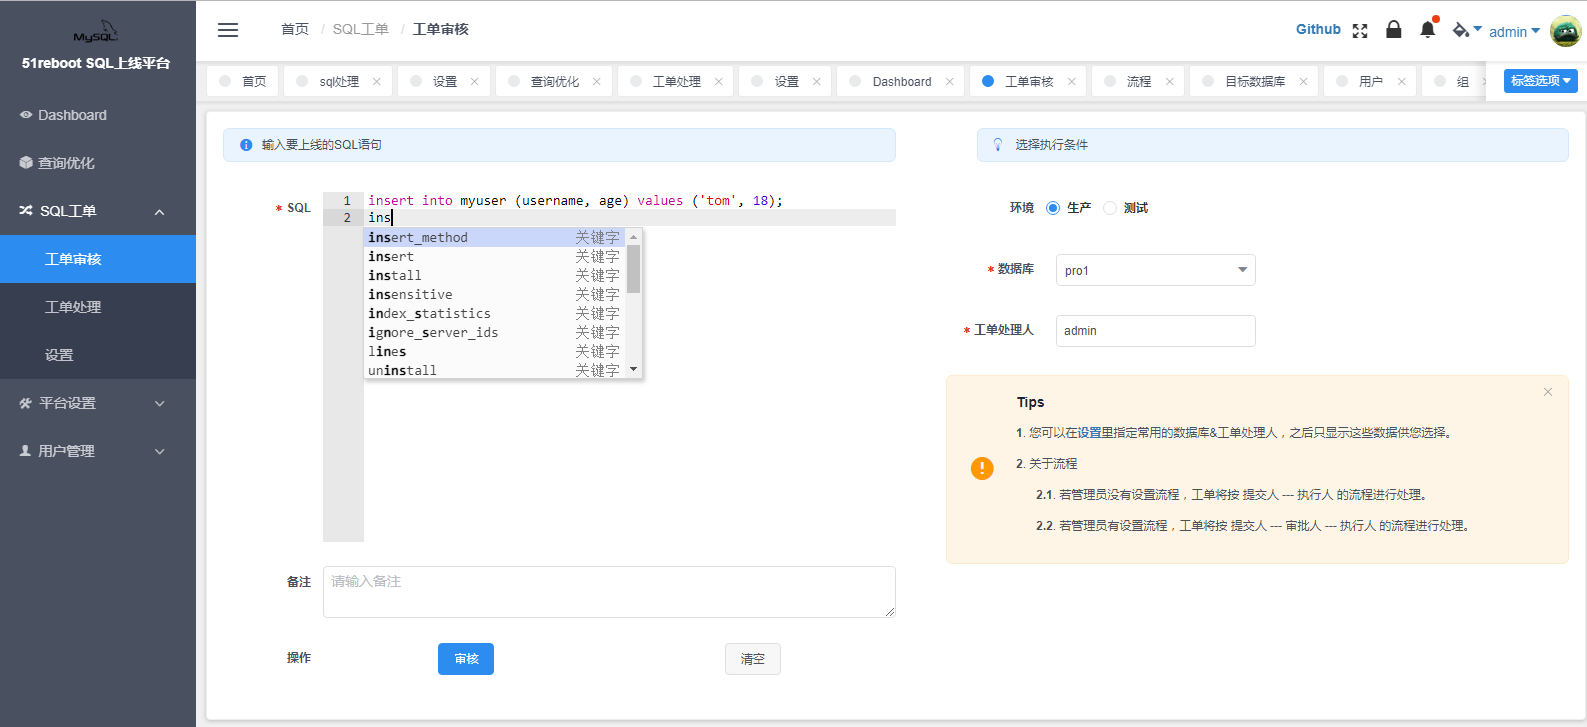 MySQL
51reboot SQL上线平台
Dashboard
查询优化
SQL工单
工单审核
工单处理
设置
平台设置
用户管理
首页 / SQL工单 / 工单审核
Github
admin
首页
sql处理
设置
查询优化
工单处理
设置
Dashboard
工单审核
流程
目标数据库
用户
组
标签选项
输入要上线的SQL语句
* SQL
1 insert into myuser (username, age) values ('tom', 18);
2 ins
insert_method 关键字
insert 关键字
install 关键字
insensitive 关键字
index_statistics 关键字
ignore_server_ids 关键字
lines 关键字
uninstall 关键字
备注 请输入备注
操作 审核 清空
选择执行条件
环境 生产 测试
* 数据库 pro1
* 工单处理人 admin
Tips
1. 您可以在设置里指定常用的数据库&工单处理人，之后只显示这些数据供您选择。
2. 关于流程
2.1. 若管理员没有设置流程，工单将按 提交人 --- 执行人 的流程进行处理。
2.2. 若管理员有设置流程，工单将按 提交人 --- 审批人 --- 执行人 的流程进行处理。